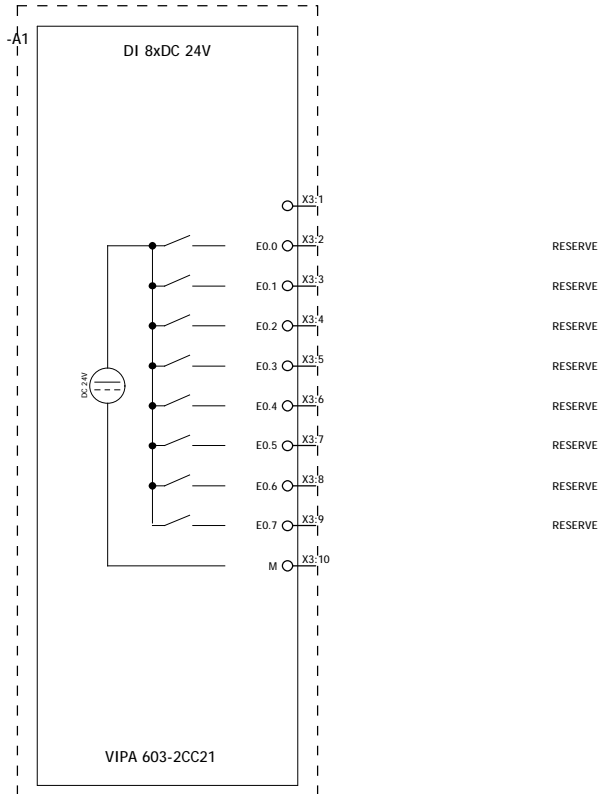 -A1
DI 8xDC 24V
X3:1
E0.0 X3:2 RESERVE
E0.1 X3:3 RESERVE
E0.2 X3:4 RESERVE
E0.3 X3:5 RESERVE
DC 24V
E0.4 X3:6 RESERVE
E0.5 X3:7 RESERVE
E0.6 X3:8 RESERVE
E0.7 X3:9 RESERVE
M X3:10
VIPA 603-2CC21